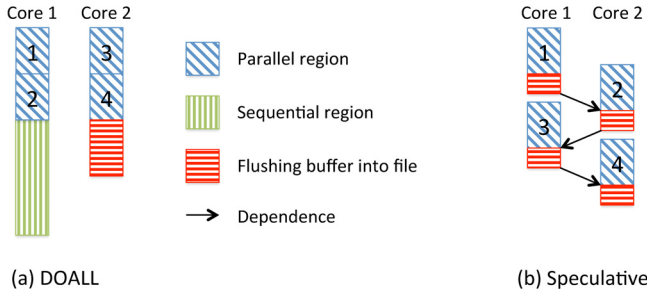 Core 1 Core 2
1 3
2 4
Parallel region
Sequential region
Flushing buffer into file
Dependence
(a) DOALL
Core 1 Core 2
1
2
3
4
(b) Speculative